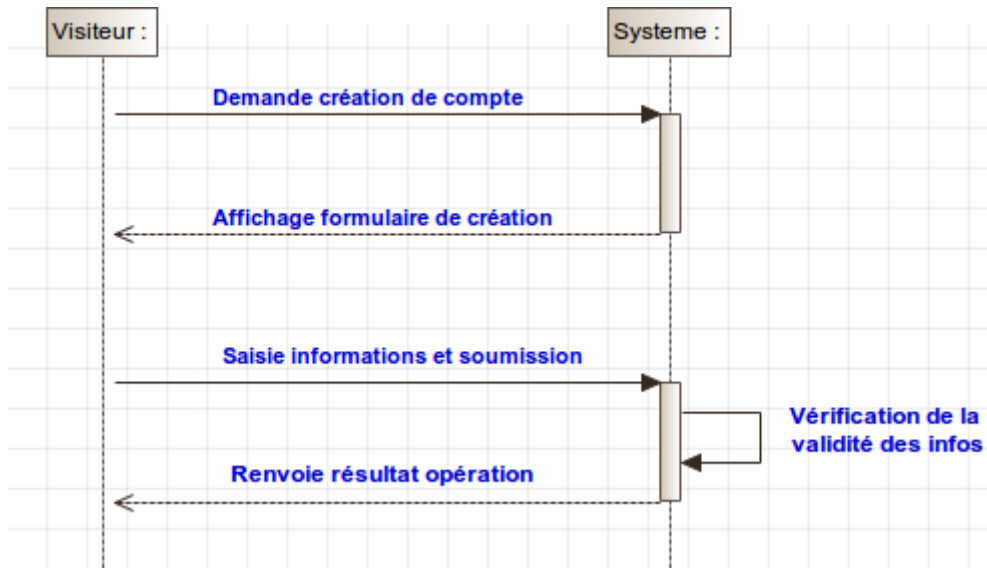 Visiteur :
Systeme :
Demande création de compte
Affichage formulaire de création
Saisie informations et soumission
Vérification de la
validité des infos
Renvoie résultat opération